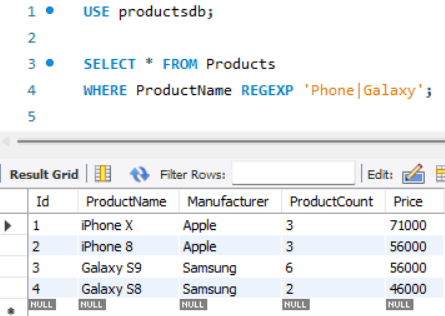 1 USE productsdb;
2
3 SELECT * FROM Products
4 WHERE ProductName REGEXP 'Phone|Galaxy';
5
Result Grid Filter Rows: Edit:
Id ProductName Manufacturer ProductCount Price
1 iPhone X Apple 3 71000
2 iPhone 8 Apple 3 56000
3 Galaxy S9 Samsung 6 56000
4 Galaxy S8 Samsung 2 46000
NULL NULL NULL NULL NULL